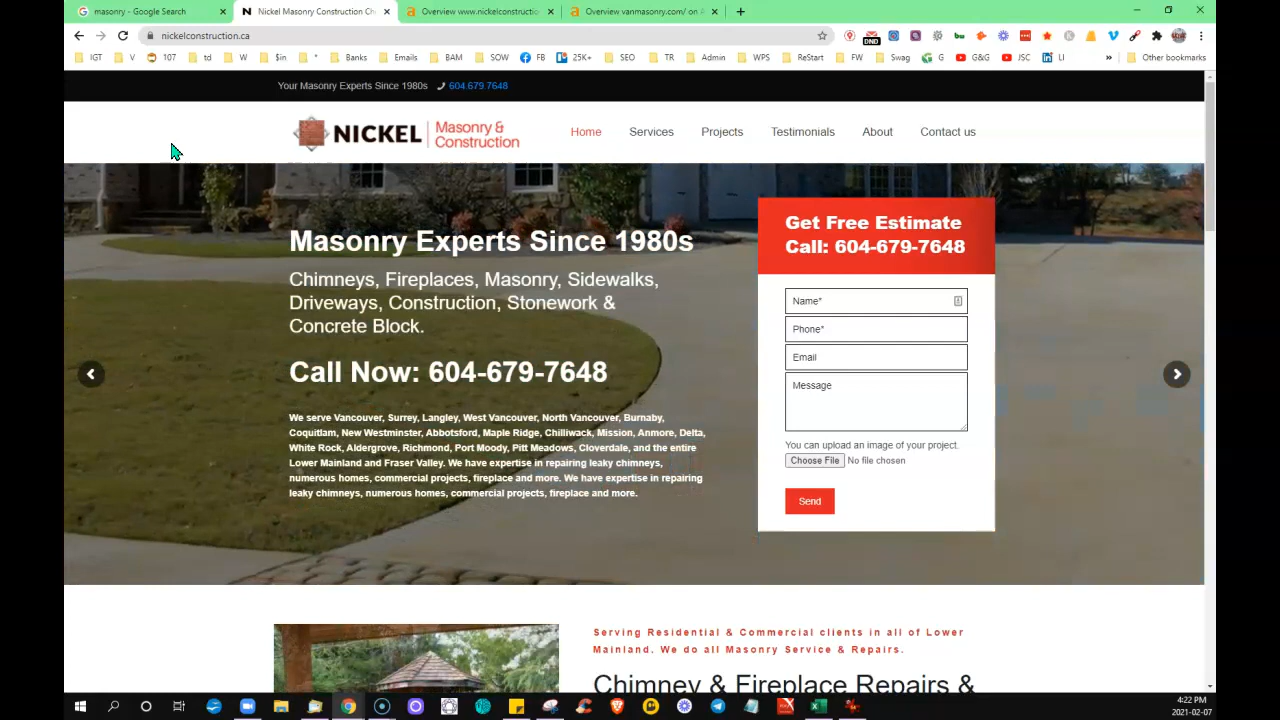 masonry - Google Search
Nickel Masonry Construction Ch
Overview www.nickelconstructio
Overview vanmasonry.com/ on A
nickelconstruction.ca
DND
IGT
V
107
td
W
$in
*
Banks
Emails
BAM
SOW
FB
25K+
SEO
TR
Admin
WPS
ReStart
FW
Swag
G
G&G
JSC
LI
»
Other bookmarks
Your Masonry Experts Since 1980s 604.679.7648
NICKEL Masonry & Construction
Home Services Projects Testimonials About Contact us
Masonry Experts Since 1980s
Chimneys, Fireplaces, Masonry, Sidewalks,
Driveways, Construction, Stonework &
Concrete Block.
Call Now: 604-679-7648
We serve Vancouver, Surrey, Langley, West Vancouver, North Vancouver, Burnaby,
Coquitlam, New Westminster, Abbotsford, Maple Ridge, Chilliwack, Mission, Anmore, Delta,
White Rock, Aldergrove, Richmond, Port Moody, Pitt Meadows, Cloverdale, and the entire
Lower Mainland and Fraser Valley. We have expertise in repairing leaky chimneys,
numerous homes, commercial projects, fireplace and more. We have expertise in repairing
leaky chimneys, numerous homes, commercial projects, fireplace and more.
Get Free Estimate
Call: 604-679-7648
Name*
Phone*
Email
Message
You can upload an image of your project.
Choose File No file chosen
Send
Serving Residential & Commercial clients in all of Lower
Mainland. We do all Masonry Service & Repairs.
Chimney & Fireplace Repairs &
4:22 PM
2021-02-07